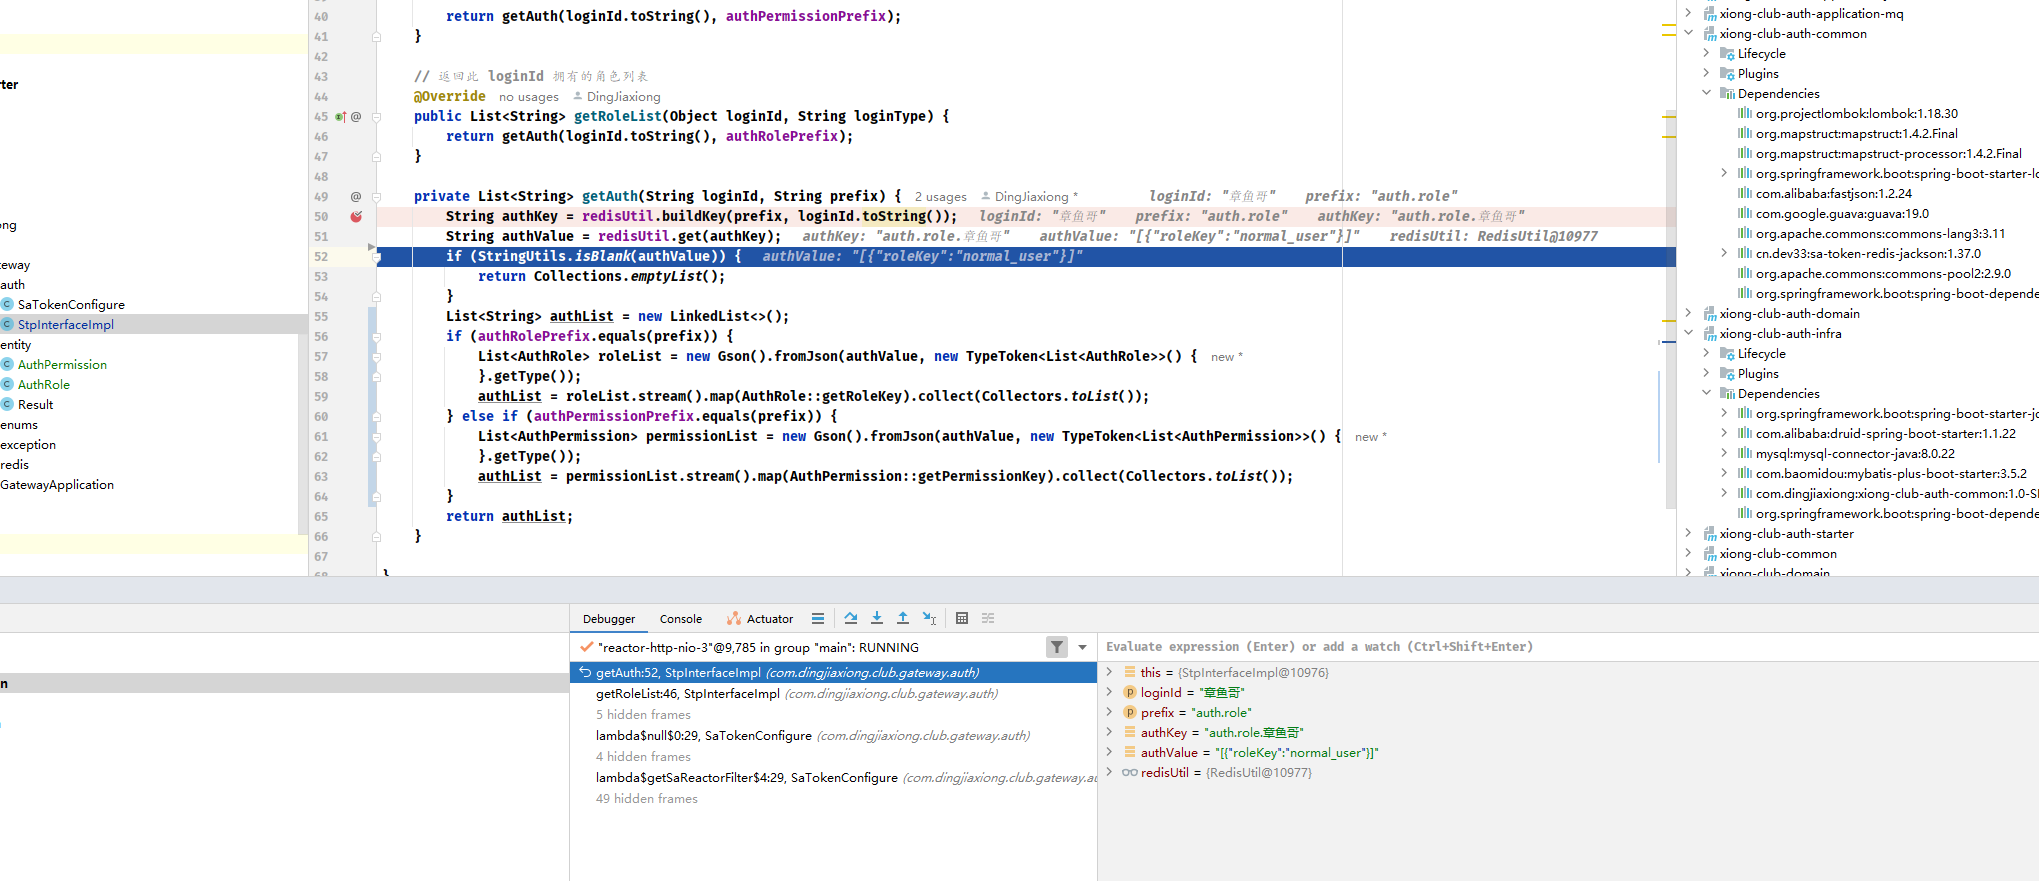 rter
ong
teway
auth
SaTokenConfigure
StpInterfaceImpl
entity
AuthPermission
AuthRole
Result
enums
exception
redis
GatewayApplication
40 return getAuth(loginId.toString(), authPermissionPrefix);
41 }
42
43 // 返回此 loginId 拥有的角色列表
44 @Override no usages DingJiaxiong
45 public List<String> getRoleList(Object loginId, String loginType) {
46 return getAuth(loginId.toString(), authRolePrefix);
47 }
48
49 private List<String> getAuth(String loginId, String prefix) { 2 usages DingJiaxiong * loginId: "章鱼哥" prefix: "auth.role"
50 String authKey = redisUtil.buildKey(prefix, loginId.toString()); loginId: "章鱼哥" prefix: "auth.role" authKey: "auth.role.章鱼哥"
51 String authValue = redisUtil.get(authKey); authKey: "auth.role.章鱼哥" authValue: "[{"roleKey":"normal_user"}]" redisUtil: RedisUtil@10977
52 if (StringUtils.isBlank(authValue)) { authValue: "[{"roleKey":"normal_user"}]"
53 return Collections.emptyList();
54 }
55 List<String> authList = new LinkedList<>();
56 if (authRolePrefix.equals(prefix)) {
57 List<AuthRole> roleList = new Gson().fromJson(authValue, new TypeToken<List<AuthRole>>() { new *
58 }.getType());
59 authList = roleList.stream().map(AuthRole::getRoleKey).collect(Collectors.toList());
60 } else if (authPermissionPrefix.equals(prefix)) {
61 List<AuthPermission> permissionList = new Gson().fromJson(authValue, new TypeToken<List<AuthPermission>>() { new *
62 }.getType());
63 authList = permissionList.stream().map(AuthPermission::getPermissionKey).collect(Collectors.toList());
64 }
65 return authList;
66 }
67
68 }
xiong-club-auth-application-mq
xiong-club-auth-common
Lifecycle
Plugins
Dependencies
org.projectlombok:lombok:1.18.30
org.mapstruct:mapstruct:1.4.2.Final
org.mapstruct:mapstruct-processor:1.4.2.Final
org.springframework.boot:spring-boot-starter-lo
com.alibaba:fastjson:1.2.24
com.google.guava:guava:19.0
org.apache.commons:commons-lang3:3.11
cn.dev33:sa-token-redis-jackson:1.37.0
org.apache.commons:commons-pool2:2.9.0
org.springframework.boot:spring-boot-depende
xiong-club-auth-domain
xiong-club-auth-infra
Lifecycle
Plugins
Dependencies
org.springframework.boot:spring-boot-starter-jd
com.alibaba:druid-spring-boot-starter:1.1.22
mysql:mysql-connector-java:8.0.22
com.baomidou:mybatis-plus-boot-starter:3.5.2
com.dingjiaxiong:xiong-club-auth-common:1.0-S
org.springframework.boot:spring-boot-depende
xiong-club-auth-starter
xiong-club-common
xiong-club-domain
n
Debugger Console Actuator
"reactor-http-nio-3"@9,785 in group "main": RUNNING
getAuth:52, StpInterfaceImpl (com.dingjiaxiong.club.gateway.auth)
getRoleList:46, StpInterfaceImpl (com.dingjiaxiong.club.gateway.auth)
5 hidden frames
lambda$null$0:29, SaTokenConfigure (com.dingjiaxiong.club.gateway.auth)
4 hidden frames
lambda$getSaReactorFilter$4:29, SaTokenConfigure (com.dingjiaxiong.club.gateway.au
49 hidden frames
Evaluate expression (Enter) or add a watch (Ctrl+Shift+Enter)
this = {StpInterfaceImpl@10976}
loginId = "章鱼哥"
prefix = "auth.role"
authKey = "auth.role.章鱼哥"
authValue = "[{"roleKey":"normal_user"}]"
redisUtil = {RedisUtil@10977}